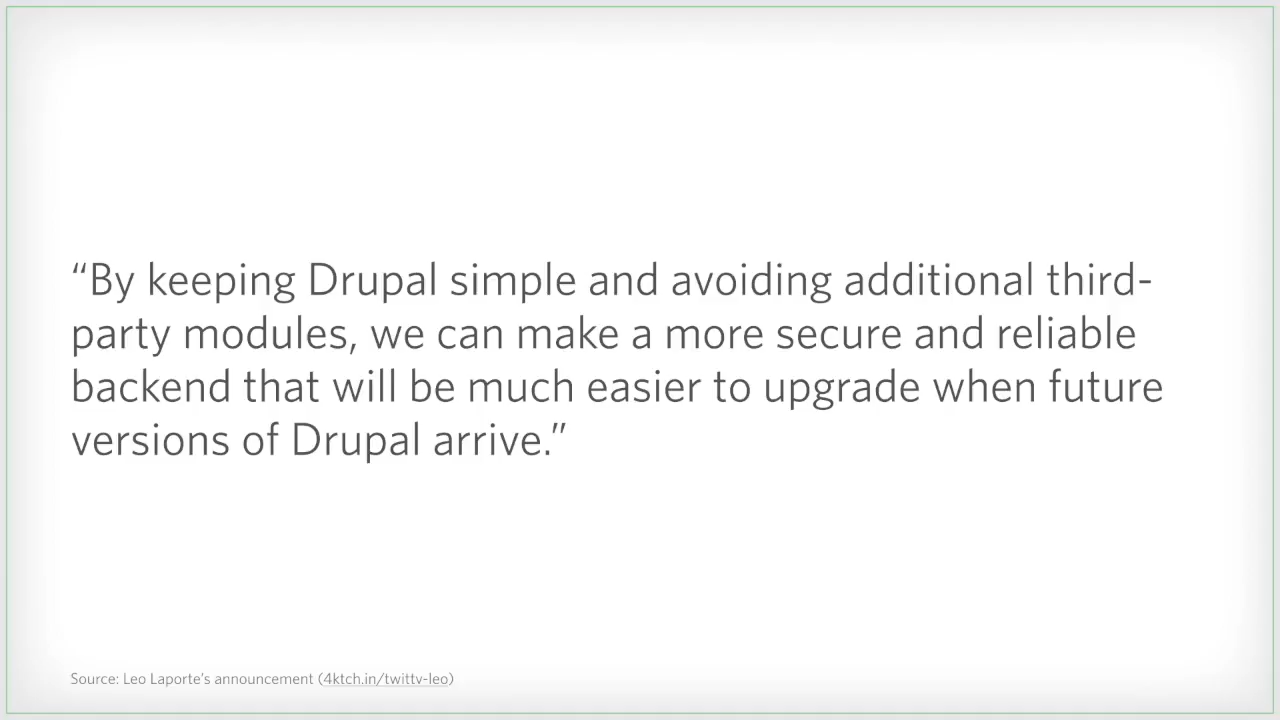 “By keeping Drupal simple and avoiding additional third-
party modules, we can make a more secure and reliable
backend that will be much easier to upgrade when future
versions of Drupal arrive.”
Source: Leo Laporte’s announcement (4ktch.in/twittv-leo)